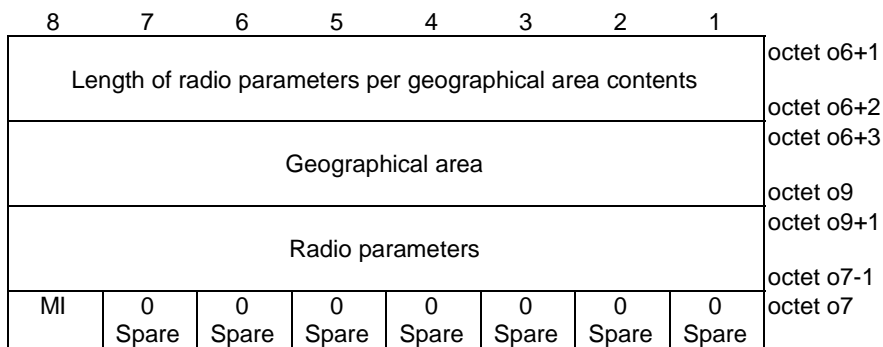 8 7 6 5 4 3 2 1
octet o6+1
Length of radio parameters per geographical area contents
octet o6+2
octet o6+3
Geographical area
octet o9
octet o9+1
Radio parameters
octet o7-1
MI 0 0 0 0 0 0 0 octet o7
Spare Spare Spare Spare Spare Spare Spare